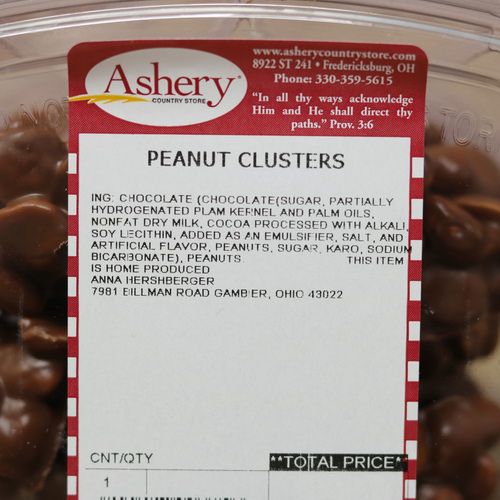 www.asherycountrystore.com
8922 ST 241 • Fredericksburg, OH
Phone: 330-359-5615
"In all thy ways acknowledge
Him and He shall direct thy
paths." Prov. 3:6
Ashery®
COUNTRY STORE
PEANUT CLUSTERS
ING: CHOCOLATE (CHOCOLATE(SUGAR, PARTIALLY
HYDROGENATED PLAM KERNEL AND PALM OILS,
NONFAT DRY MILK, COCOA PROCESSED WITH ALKALI,
SOY LECITHIN, ADDED AS AN EMULSIFIER, SALT, AND
ARTIFICIAL FLAVOR, PEANUTS, SUGAR, KARO, SODIUM
BICARBONATE), PEANUTS THIS ITEM
IS HOME PRODUCED
ANNA HERSHBERGER
7981 BILLMAN ROAD GAMBIER, OHIO 43022
CNT/QTY **TOTAL PRICE**
1